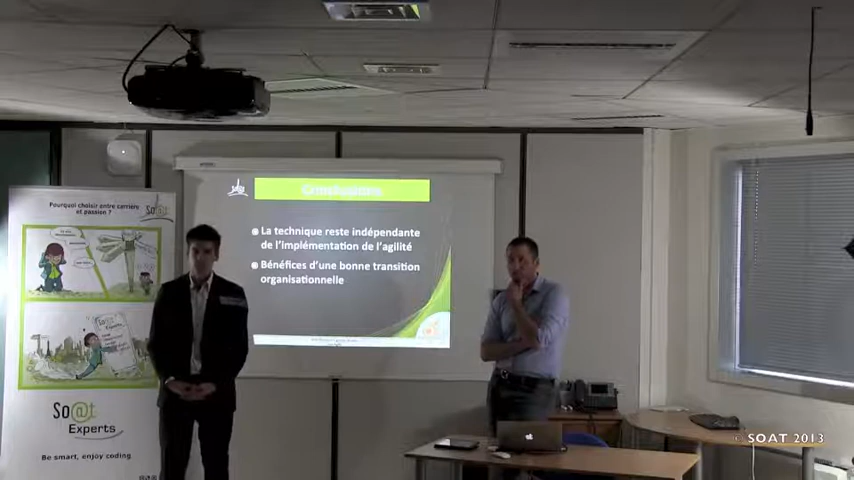 Pourquoi choisir entre carrière
et passion ?
So@t
Conclusions
La technique reste indépendante
de l'implémentation de l'agilité
Bénéfices d'une bonne transition
organisationnelle
So@t
Experts
Be smart, enjoy coding
© SOAT 2013